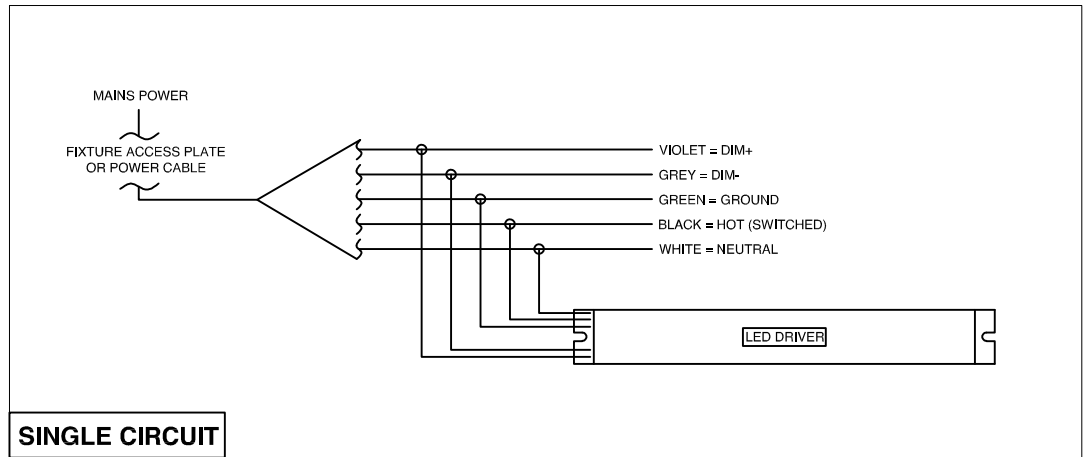 MAINS POWER
FIXTURE ACCESS PLATE
OR POWER CABLE
VIOLET = DIM+
GREY = DIM-
GREEN = GROUND
BLACK = HOT (SWITCHED)
WHITE = NEUTRAL
LED DRIVER
SINGLE CIRCUIT